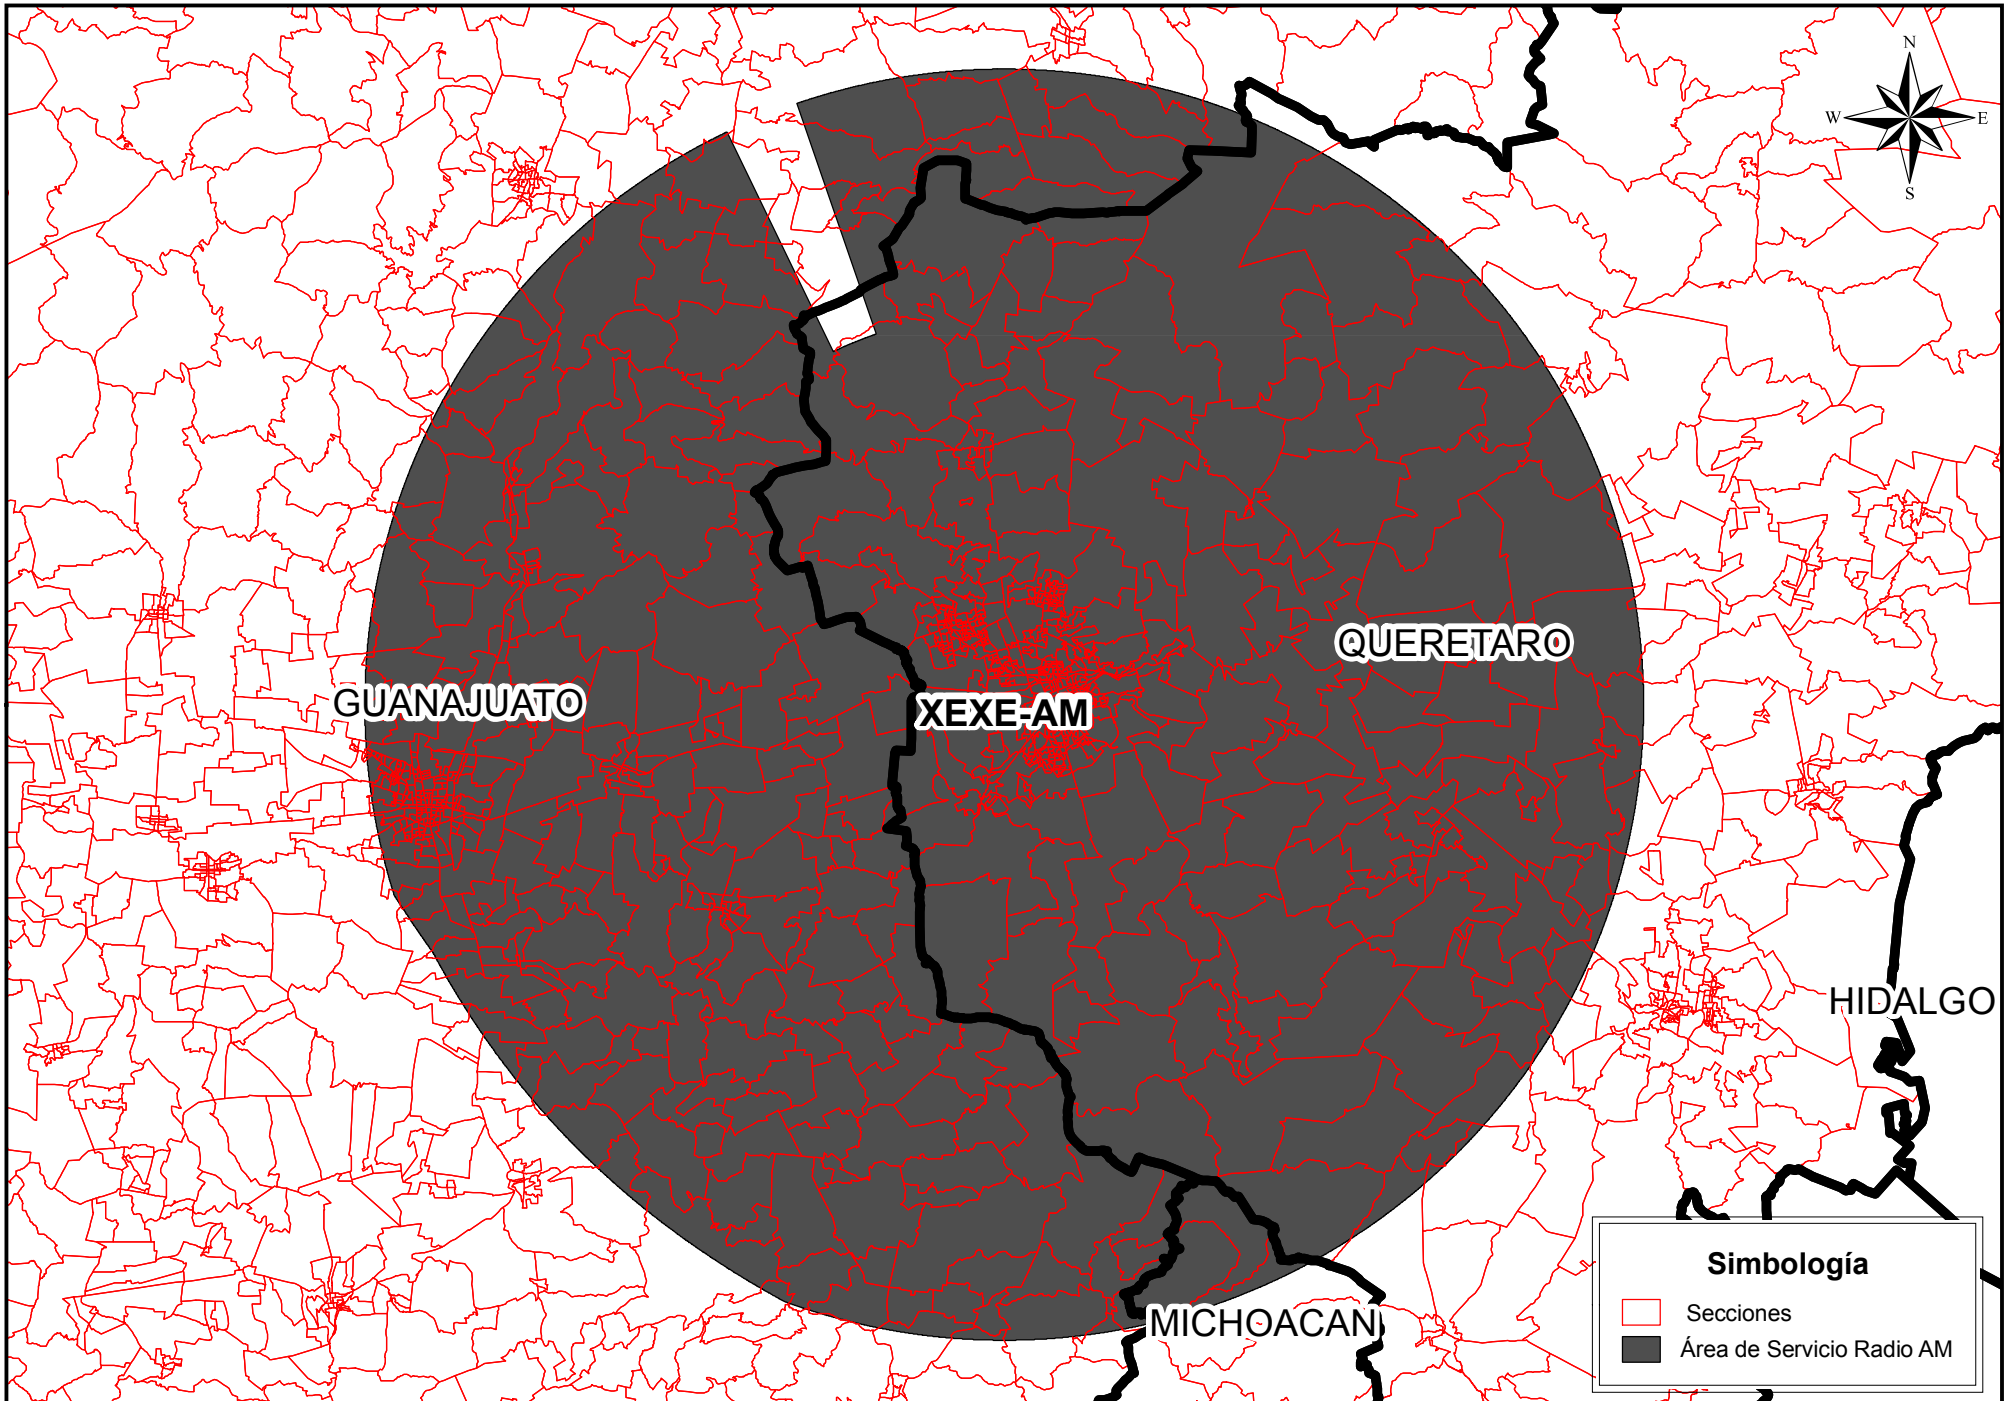 N
W
E
S
QUERETARO
GUANAJUATO
XEXE-AM
HIDALGO
MICHOACAN
Simbología
Secciones
Área de Servicio Radio AM